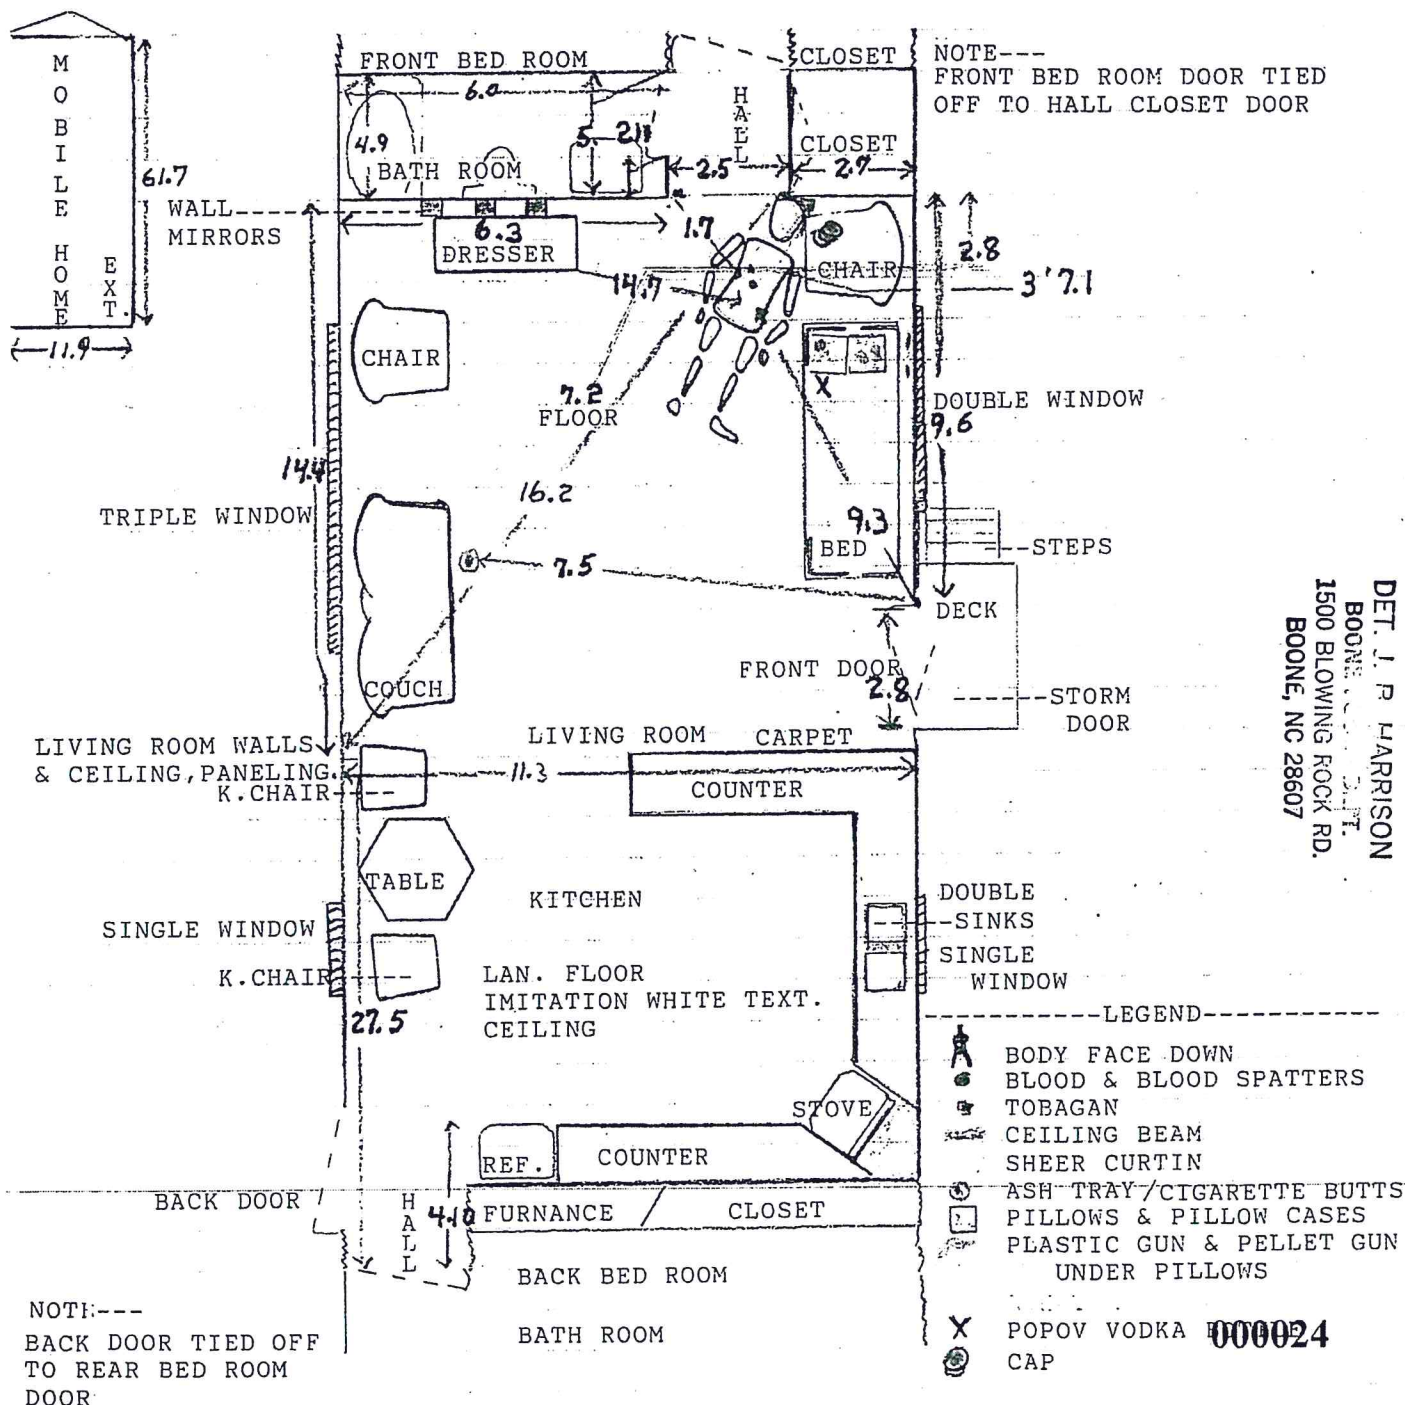 MOBILE HOME
EXT.
61.7
11.9
FRONT BED ROOM
6.0
4.9
5.
BATH ROOM
HALL
CLOSET
CLOSET
2.5
2.7
NOTE---
FRONT BED ROOM DOOR TIED
OFF TO HALL CLOSET DOOR
WALL
MIRRORS
6.3
DRESSER
1.7
14.7
CHAIR
2.8
3'7.1
CHAIR
7.2
FLOOR
X
DOUBLE WINDOW
9.6
14.4
16.2
TRIPLE WINDOW
9.3
BED
STEPS
7.5
DECK
FRONT DOOR
2.8
STORM
DOOR
COUCH
LIVING ROOM CARPET
LIVING ROOM WALLS
& CEILING, PANELING.
11.3
K.CHAIR
COUNTER
TABLE
KITCHEN
DOUBLE
SINKS
SINGLE WINDOW
SINGLE
WINDOW
K.CHAIR
LAN. FLOOR
IMITATION WHITE TEXT.
CEILING
27.5
STOVE
REF.
COUNTER
BACK DOOR
HALL
4.10
FURNANCE
CLOSET
BACK BED ROOM
BATH ROOM
NOTE---
BACK DOOR TIED OFF
TO REAR BED ROOM
DOOR
LEGEND
BODY FACE DOWN
BLOOD & BLOOD SPATTERS
TOBAGAN
CEILING BEAM
SHEER CURTIN
ASH TRAY/CIGARETTE BUTTS
PILLOWS & PILLOW CASES
PLASTIC GUN & PELLET GUN
UNDER PILLOWS
X POPOV VODKA
000024
CAP
DET. J. HARRISON
BOONE
1500 BLOWING ROCK RD.
BOONE, NC 28607